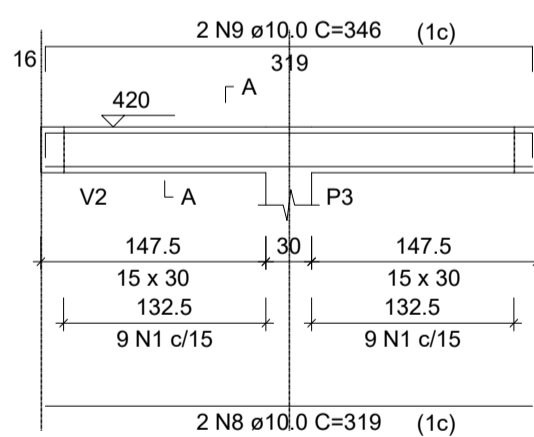 2 N9 ø10.0 C=346 (1c)
16
319
A
420
V2 A P3
147.5 30 147.5
15 x 30 15 x 30
132.5 132.5
9 N1 c/15 9 N1 c/15
2 N8 ø10.0 C=319 (1c)